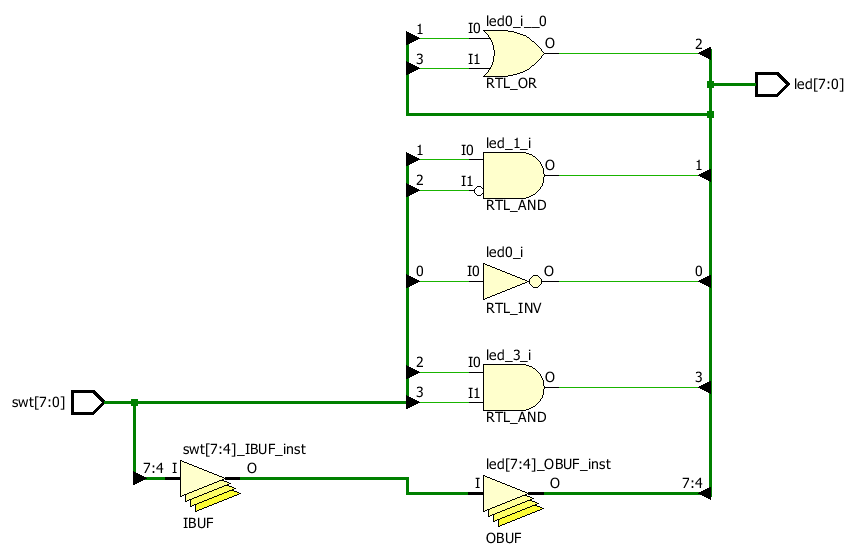 led0_i__0
1 I0 O 2
3 I1
RTL_OR
led[7:0]
led_1_i
1 I0 O 1
2 I1
RTL_AND
led0_i
0 I0 O 0
RTL_INV
led_3_i
2 I0 O 3
3 I1
RTL_AND
swt[7:0]
swt[7:4]_IBUF_inst
7:4 I O
IBUF
led[7:4]_OBUF_inst
I O 7:4
OBUF